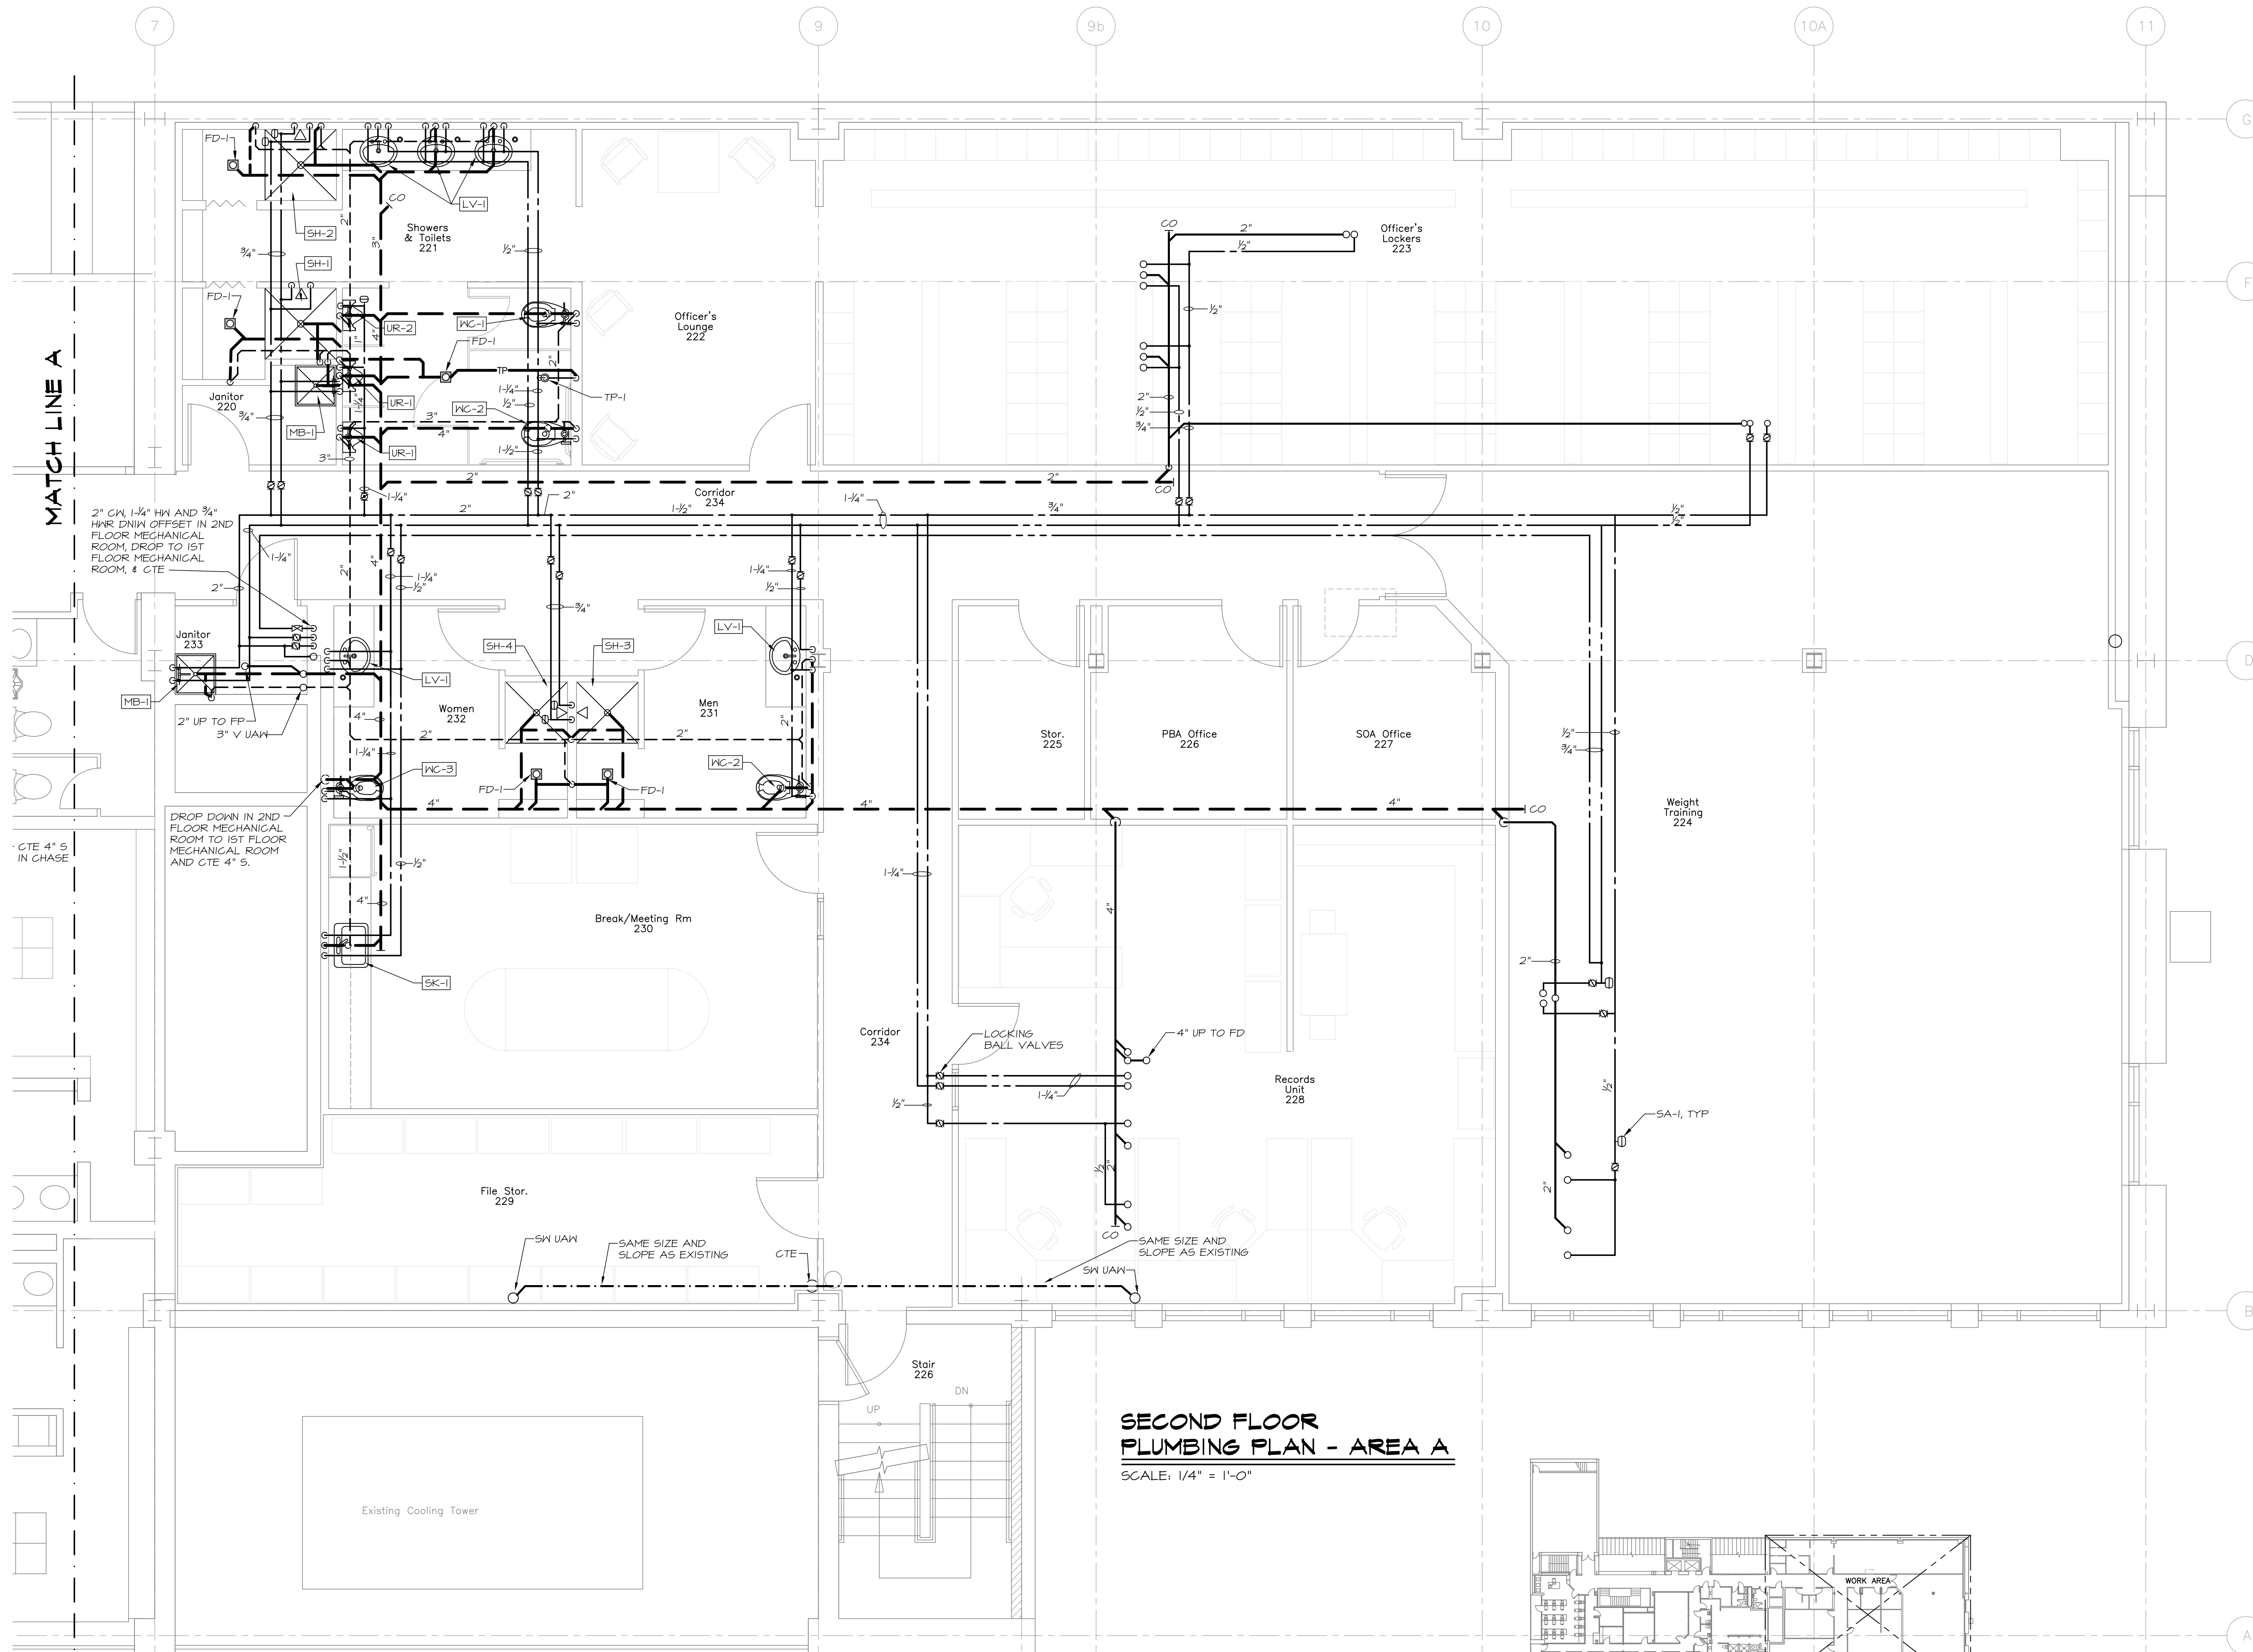 7
9
9b
10
10A
11
G
F
D
B
A
MATCH LINE A
FD-1
CO
LV-1
2"
3"
SH-2
Showers
& Toilets
221
3/4"
1/2"
SH-1
FD-1
UR-2
WC-1
4"
1"
FD-1
2"
TP
TP-1
1-1/4"
1/2"
1-1/4"
Janitor
220
UR-1
WC-2
3/4"
3"
4"
MB-1
UR-1
1-1/2"
3"
Officer's
Lounge
222
CO
2"
1/2"
Officer's
Lockers
223
1/2"
2"
1/2"
3/4"
2"
2"
CO
1-1/4"
Corridor
234
2"
2"
1-1/2"
1-1/4"
3/4"
1/2"
1/2"
2" CW, 1-1/4" HW AND 3/4"
HWR DNIW OFFSET IN 2ND
FLOOR MECHANICAL
ROOM, DROP TO 1ST
FLOOR MECHANICAL
ROOM, & CTE
1-1/4"
2"
2"
4"
1-1/4"
1/2"
3/4"
1-1/4"
1/2"
Janitor
233
MB-1
2" UP TO FP
3" V UAW
LV-1
SH-4
SH-3
LV-1
Women
232
Men
231
4"
2"
2"
2"
1-1/4"
WC-3
WC-2
FD-1
FD-1
4"
4"
4"
CO
Stor.
225
PBA Office
226
SOA Office
227
1/2"
3/4"
Weight
Training
224
DROP DOWN IN 2ND
FLOOR MECHANICAL
ROOM TO 1ST FLOOR
MECHANICAL ROOM
AND CTE 4" S.
CTE 4" S
IN CHASE
1-1/2"
1/2"
4"
1-1/4"
4"
Break/Meeting Rm
230
SK-1
2"
Corridor
234
LOCKING
BALL VALVES
4" UP TO FD
1-1/4"
1/2"
Records
Unit
228
1/2"
SA-1, TYP
1/2"
2"
2"
CO
File Stor.
229
SW UAW
SAME SIZE AND
SLOPE AS EXISTING
CTE
SAME SIZE AND
SLOPE AS EXISTING
SW UAW
Stair
226
DN
UP
Existing Cooling Tower
SECOND FLOOR
PLUMBING PLAN - AREA A
SCALE: 1/4" = 1'-0"
WORK AREA